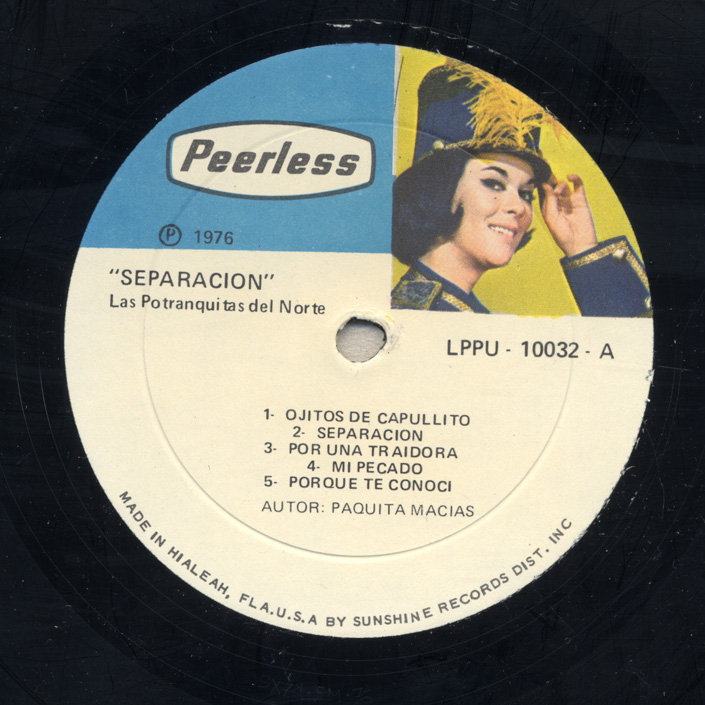 Peerless
℗ 1976
"SEPARACION"
Las Potranquitas del Norte
LPPU - 10032 - A
1- OJITOS DE CAPULLITO
2- SEPARACION
3- POR UNA TRAIDORA
4- MI PECADO
5- PORQUE TE CONOCI
AUTOR: PAQUITA MACIAS
MADE IN HIALEAH, FLA.U.S.A BY SUNSHINE RECORDS DIST. INC